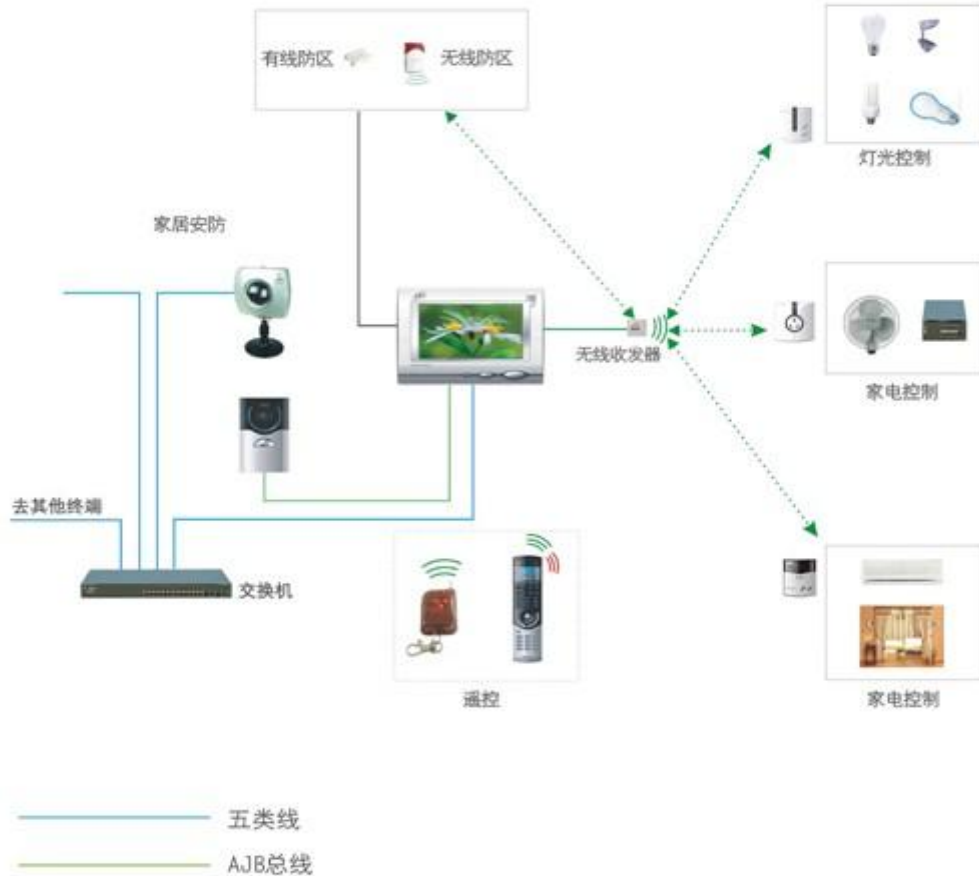 有线防区
无线防区
灯光控制
家居安防
无线收发器
家电控制
去其他终端
交换机
遥控
家电控制
五类线
AJB总线